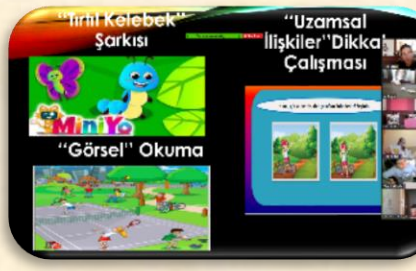 "Tırtıl Kelebek"
Şarkısı
MiniYo
"Görsel" Okuma
"Uzamsal
İlişkiler"Dikkat
Çalışması